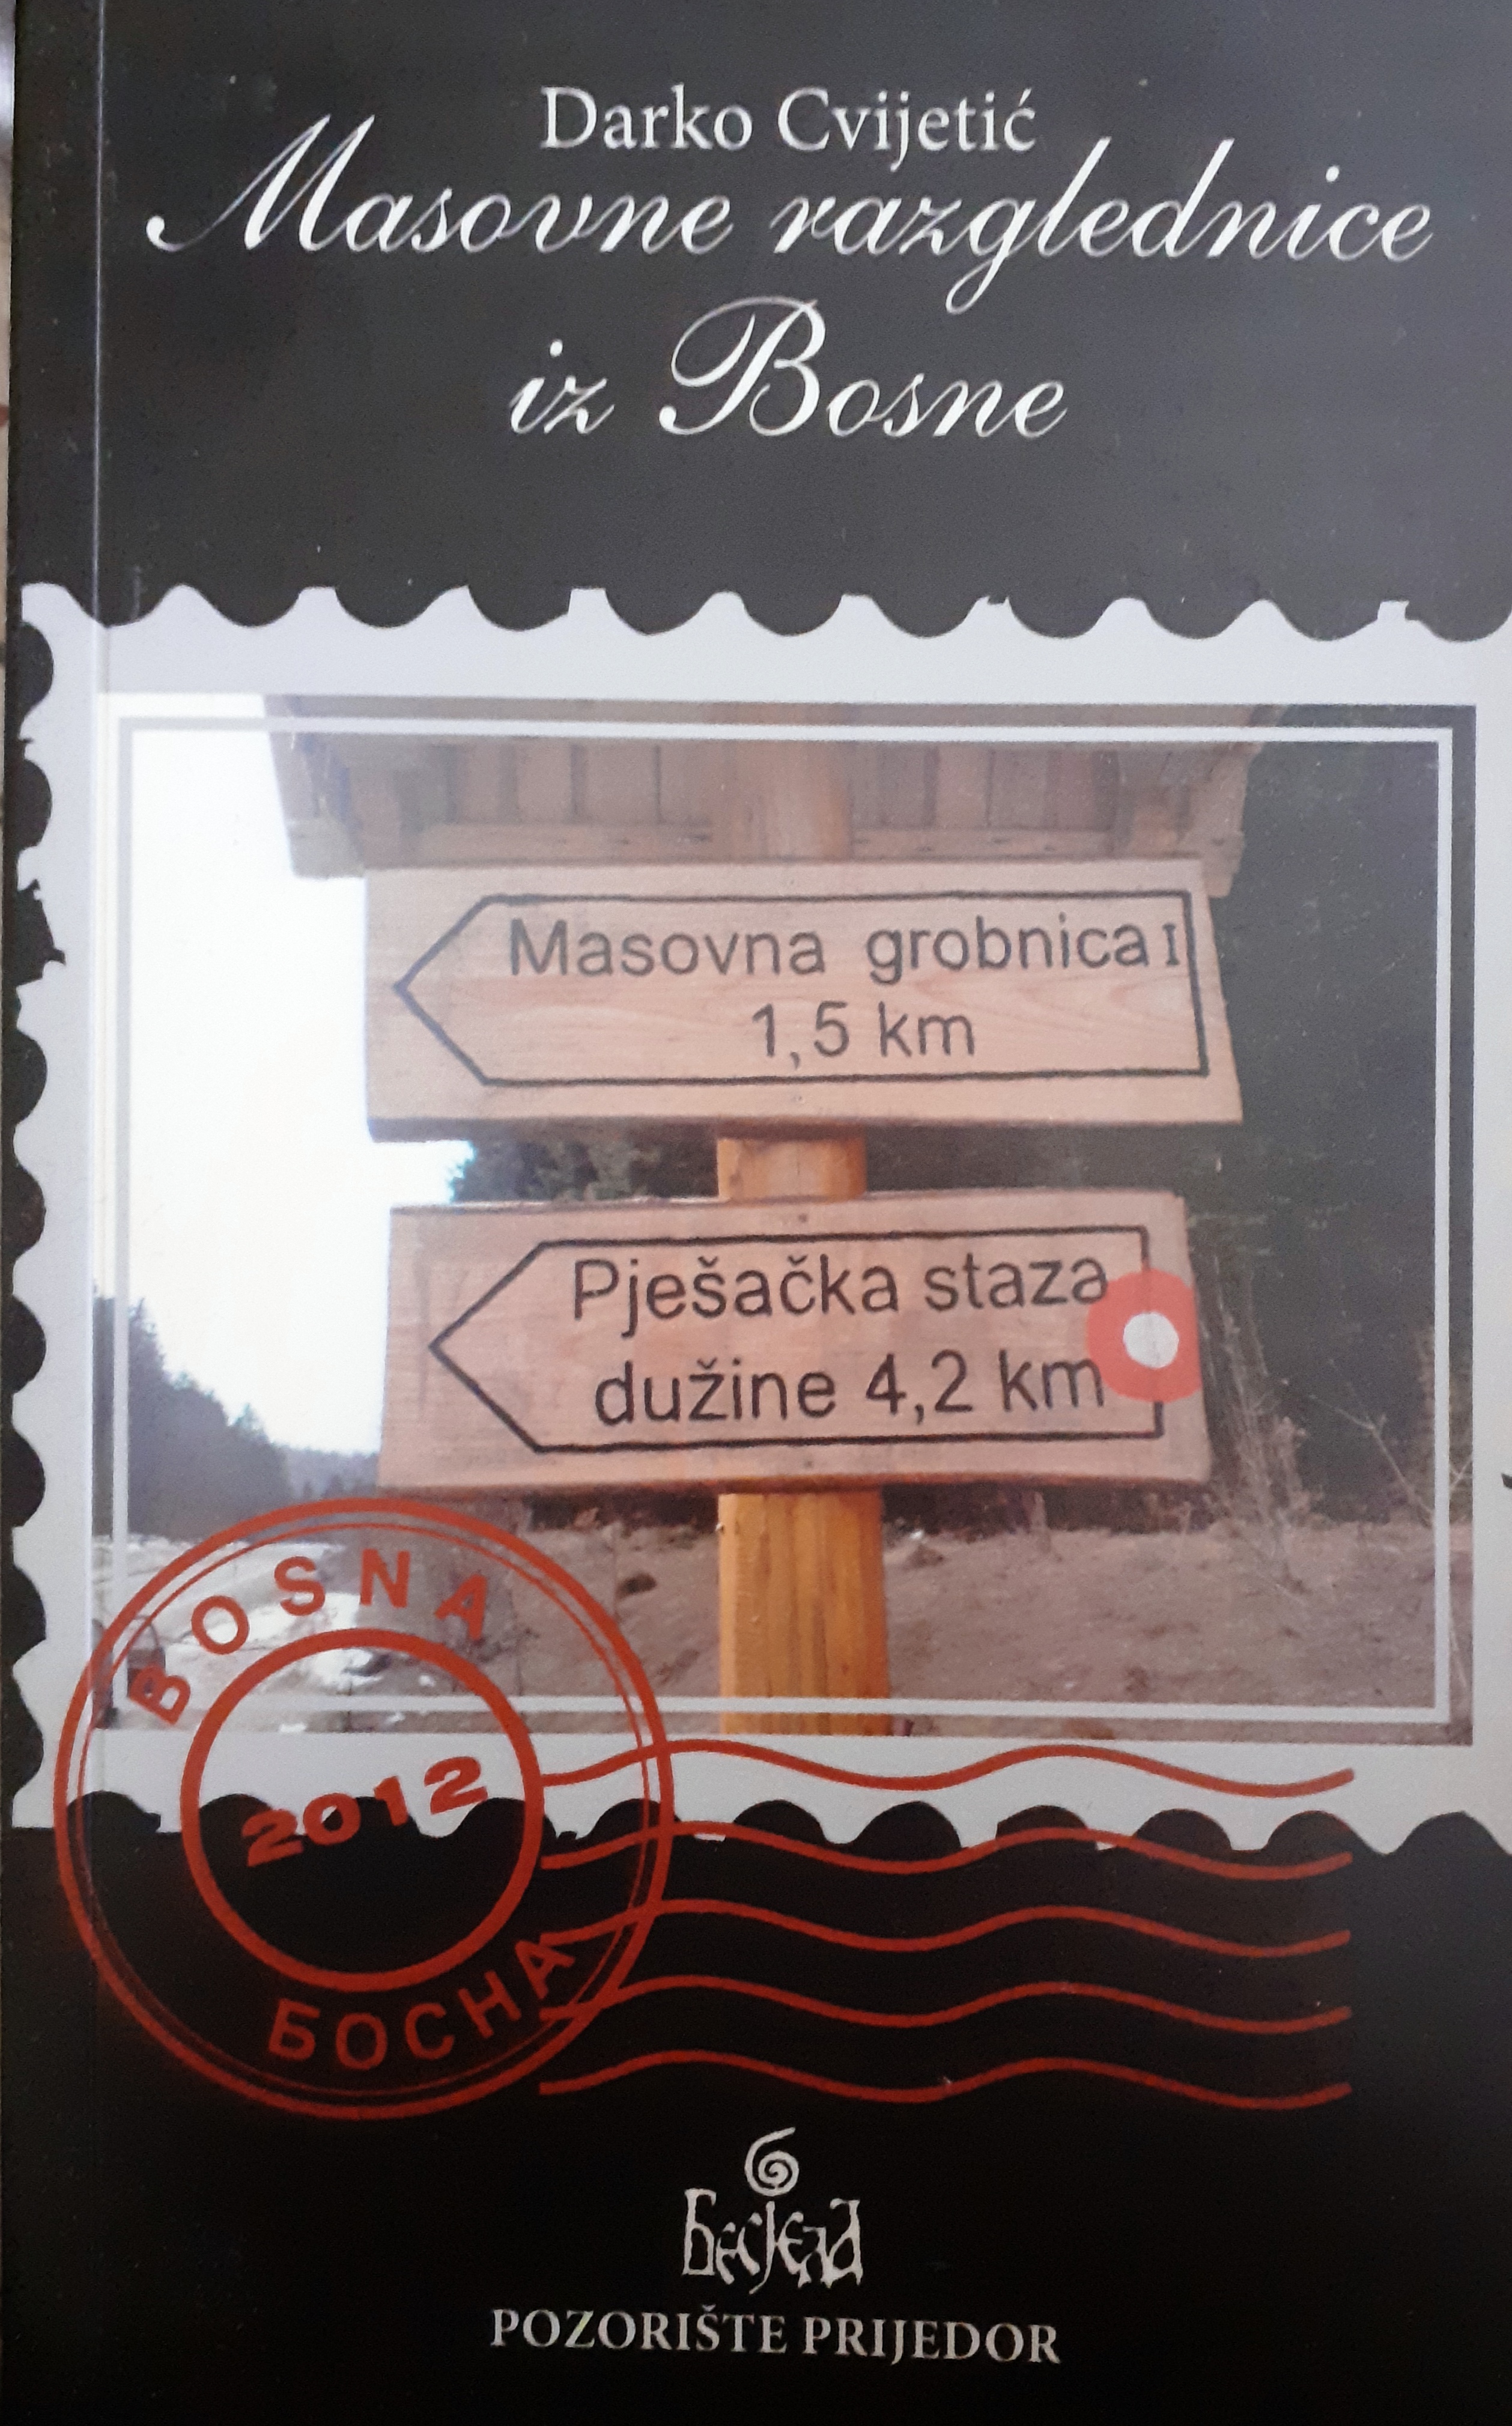 Darko Cvijetić
Masovne razglednice
iz Bosne
Masovna grobnica I
1,5 km
Pješačka staza
dužine 4,2 km
BOSNA
2012
БОСНА
Бесједа
POZORIŠTE PRIJEDOR